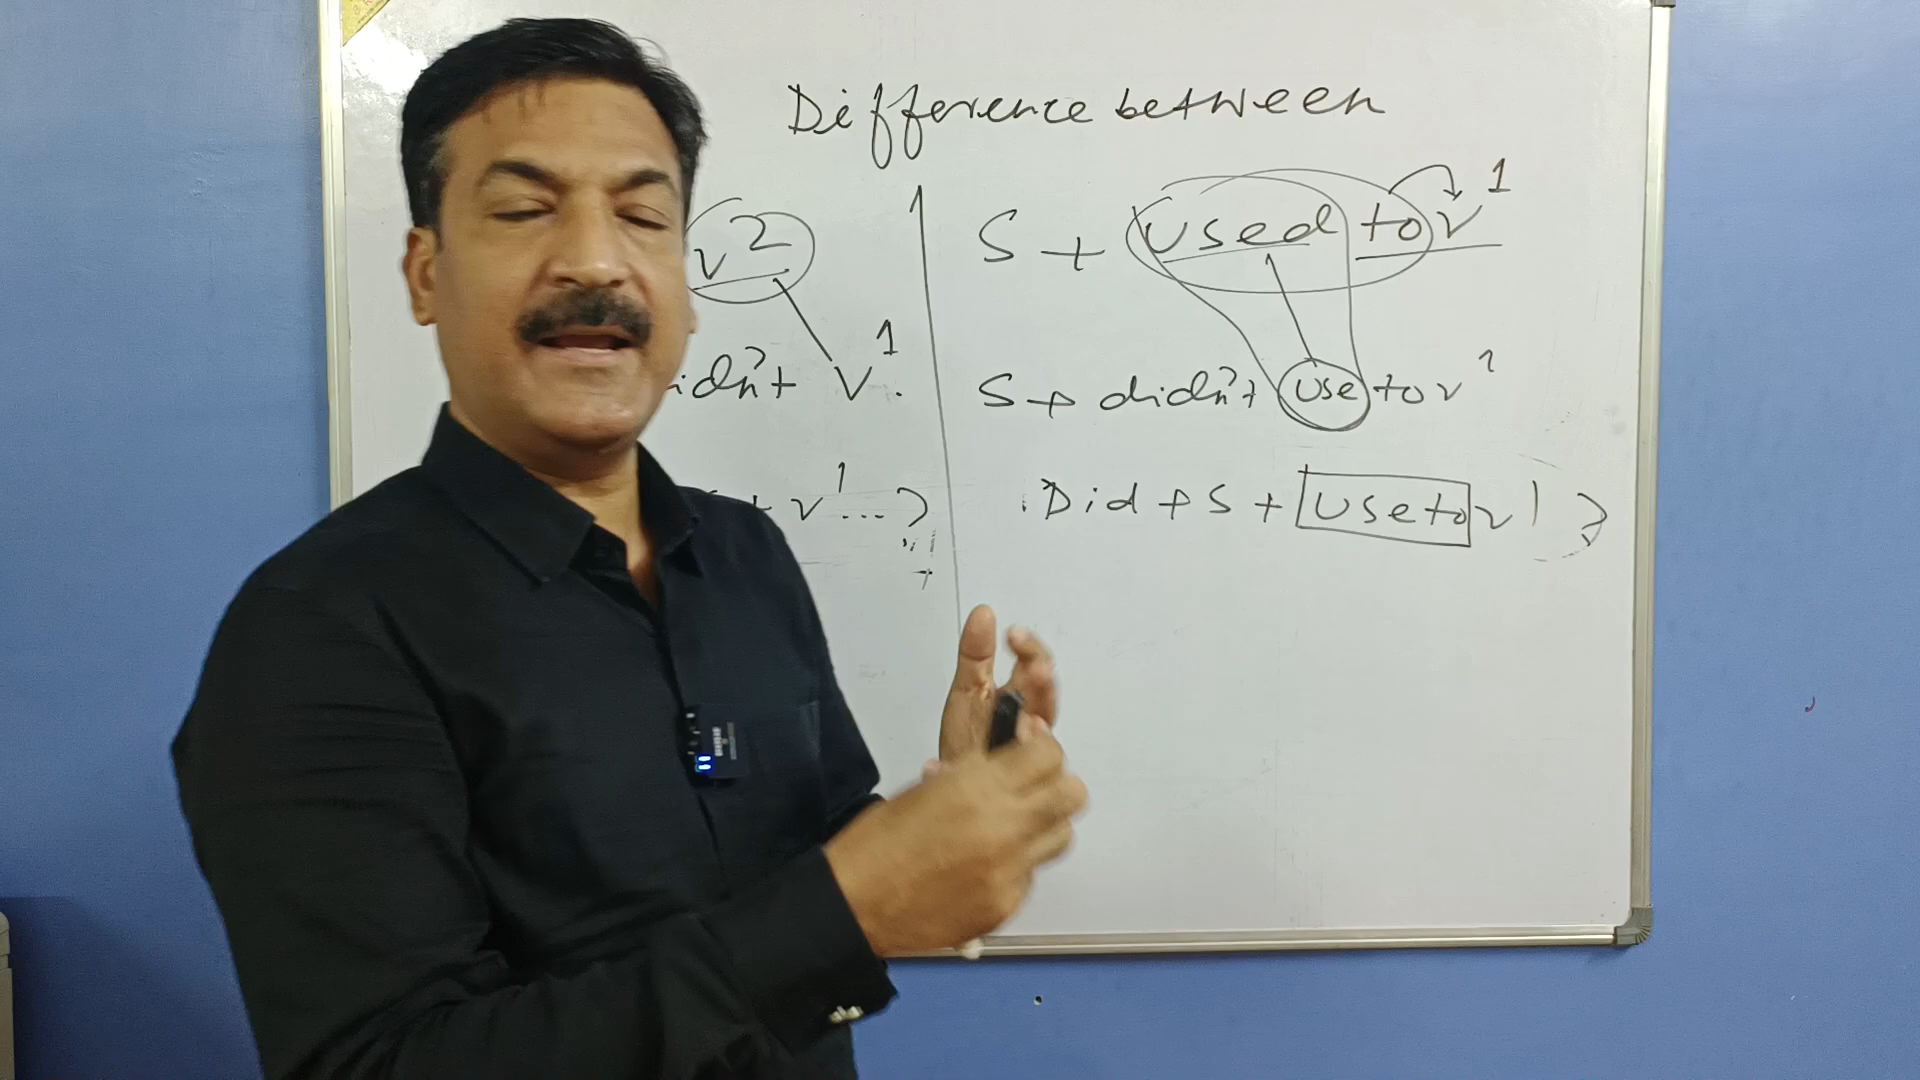 Difference between
v2
S + used to v1
didn't v1.
S + didn't use to v1
+ v1 ... ?
Did + S + use to v1 ?